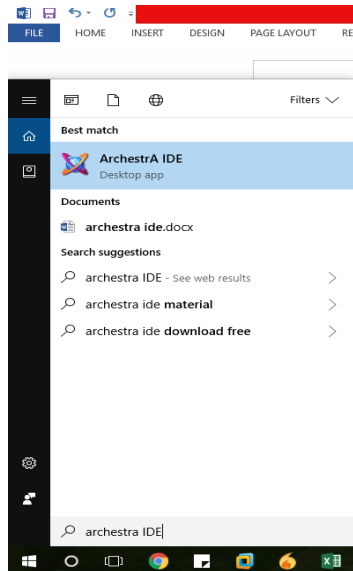 FILE HOME INSERT DESIGN PAGE LAYOUT RE
Filters
Best match
ArchestrA IDE
Desktop app
Documents
archestra ide.docx
Search suggestions
archestra IDE - See web results
archestra ide material
archestra ide download free
archestra IDE